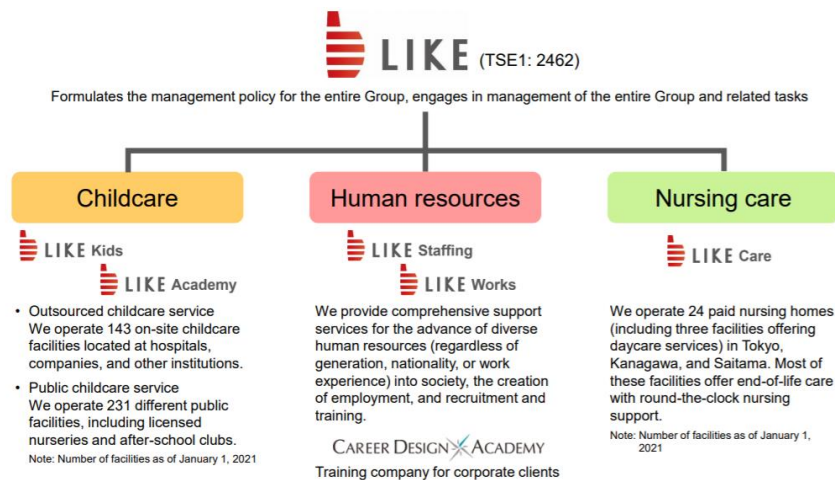 LIKE (TSE1: 2462)
Formulates the management policy for the entire Group, engages in management of the entire Group and related tasks
Childcare
LIKE Kids
LIKE Academy
• Outsourced childcare service
We operate 143 on-site childcare
facilities located at hospitals,
companies, and other institutions.
• Public childcare service
We operate 231 different public
facilities, including licensed
nurseries and after-school clubs.
Note: Number of facilities as of January 1, 2021
Human resources
LIKE Staffing
LIKE Works
We provide comprehensive support
services for the advance of diverse
human resources (regardless of
generation, nationality, or work
experience) into society, the creation
of employment, and recruitment and
training.
CAREER DESIGN ACADEMY
Training company for corporate clients
Nursing care
LIKE Care
We operate 24 paid nursing homes
(including three facilities offering
daycare services) in Tokyo,
Kanagawa, and Saitama. Most of
these facilities offer end-of-life care
with round-the-clock nursing
support.
Note: Number of facilities as of January 1,
2021